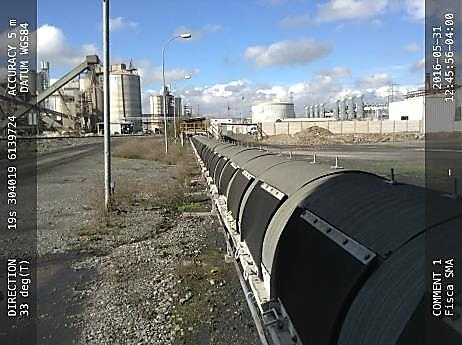 DIRECTION
33 deg(T)
19s 304019 6139724
ACCURACY 5 m
DATUM WGS84
COMMENT 1
Fisca SMA
2016-05-31
12:45:56-04:00